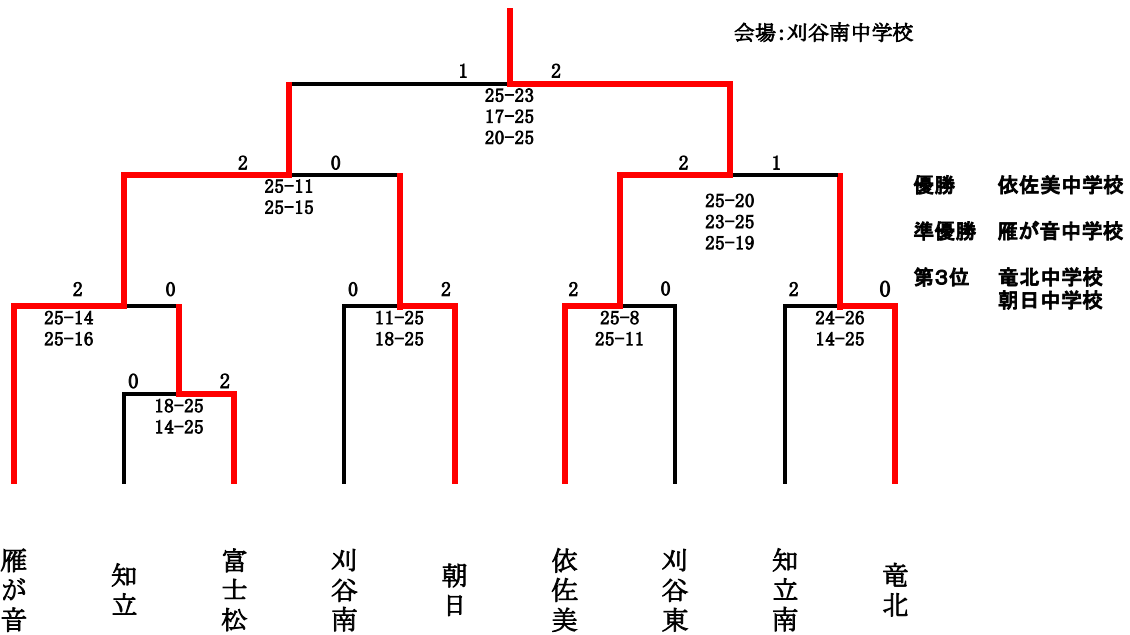 会場:刈谷南中学校
1 2
25-23
17-25
20-25
2 0
25-11
25-15
2 1
25-20
23-25
25-19
優勝 依佐美中学校
準優勝 雁が音中学校
第3位 竜北中学校
朝日中学校
2 0
25-14
25-16
0 2
11-25
18-25
2 0
25-8
25-11
2 0
24-26
14-25
0 2
18-25
14-25
雁が音
知立
富士松
刈谷南
朝日
依佐美
刈谷東
知立南
竜北